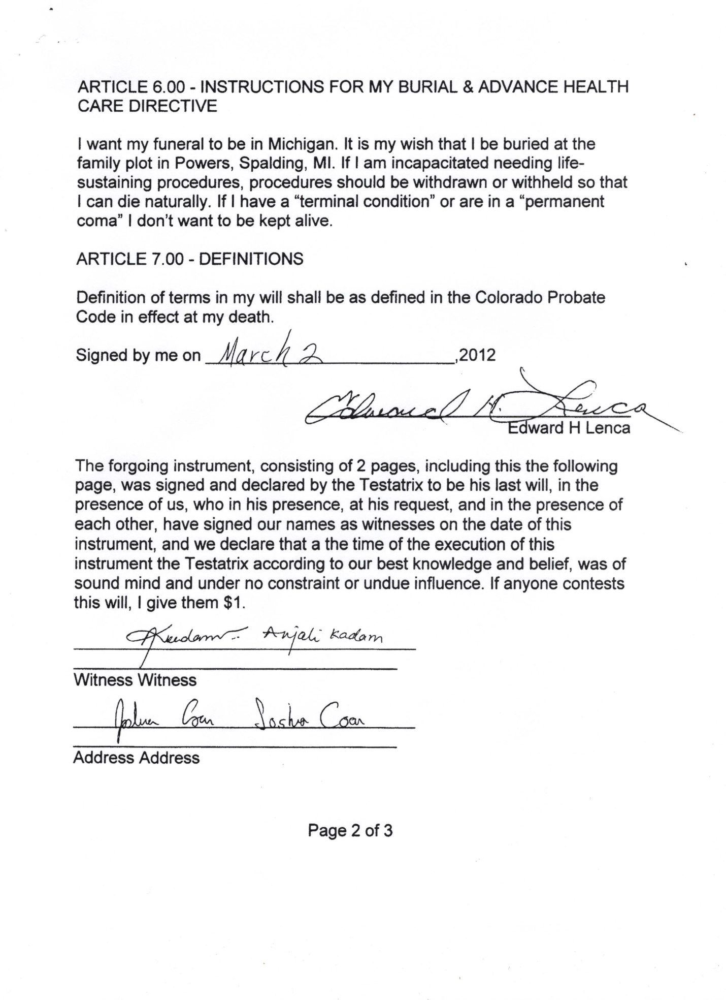 ARTICLE 6.00 - INSTRUCTIONS FOR MY BURIAL & ADVANCE HEALTH
CARE DIRECTIVE
I want my funeral to be in Michigan. It is my wish that I be buried at the
family plot in Powers, Spalding, MI. If I am incapacitated needing life-
sustaining procedures, procedures should be withdrawn or withheld so that
I can die naturally. If I have a “terminal condition” or are in a “permanent
coma” I don’t want to be kept alive.
ARTICLE 7.00 - DEFINITIONS
Definition of terms in my will shall be as defined in the Colorado Probate
Code in effect at my death.
Signed by me on March 2 ,2012
Edward H. Lenca
Edward H Lenca
The forgoing instrument, consisting of 2 pages, including this the following
page, was signed and declared by the Testatrix to be his last will, in the
presence of us, who in his presence, at his request, and in the presence of
each other, have signed our names as witnesses on the date of this
instrument, and we declare that a the time of the execution of this
instrument the Testatrix according to our best knowledge and belief, was of
sound mind and under no constraint or undue influence. If anyone contests
this will, I give them $1.
AKadam Anjali Kadam
Witness Witness
Joshua Coar Joshua Coar
Address Address
Page 2 of 3